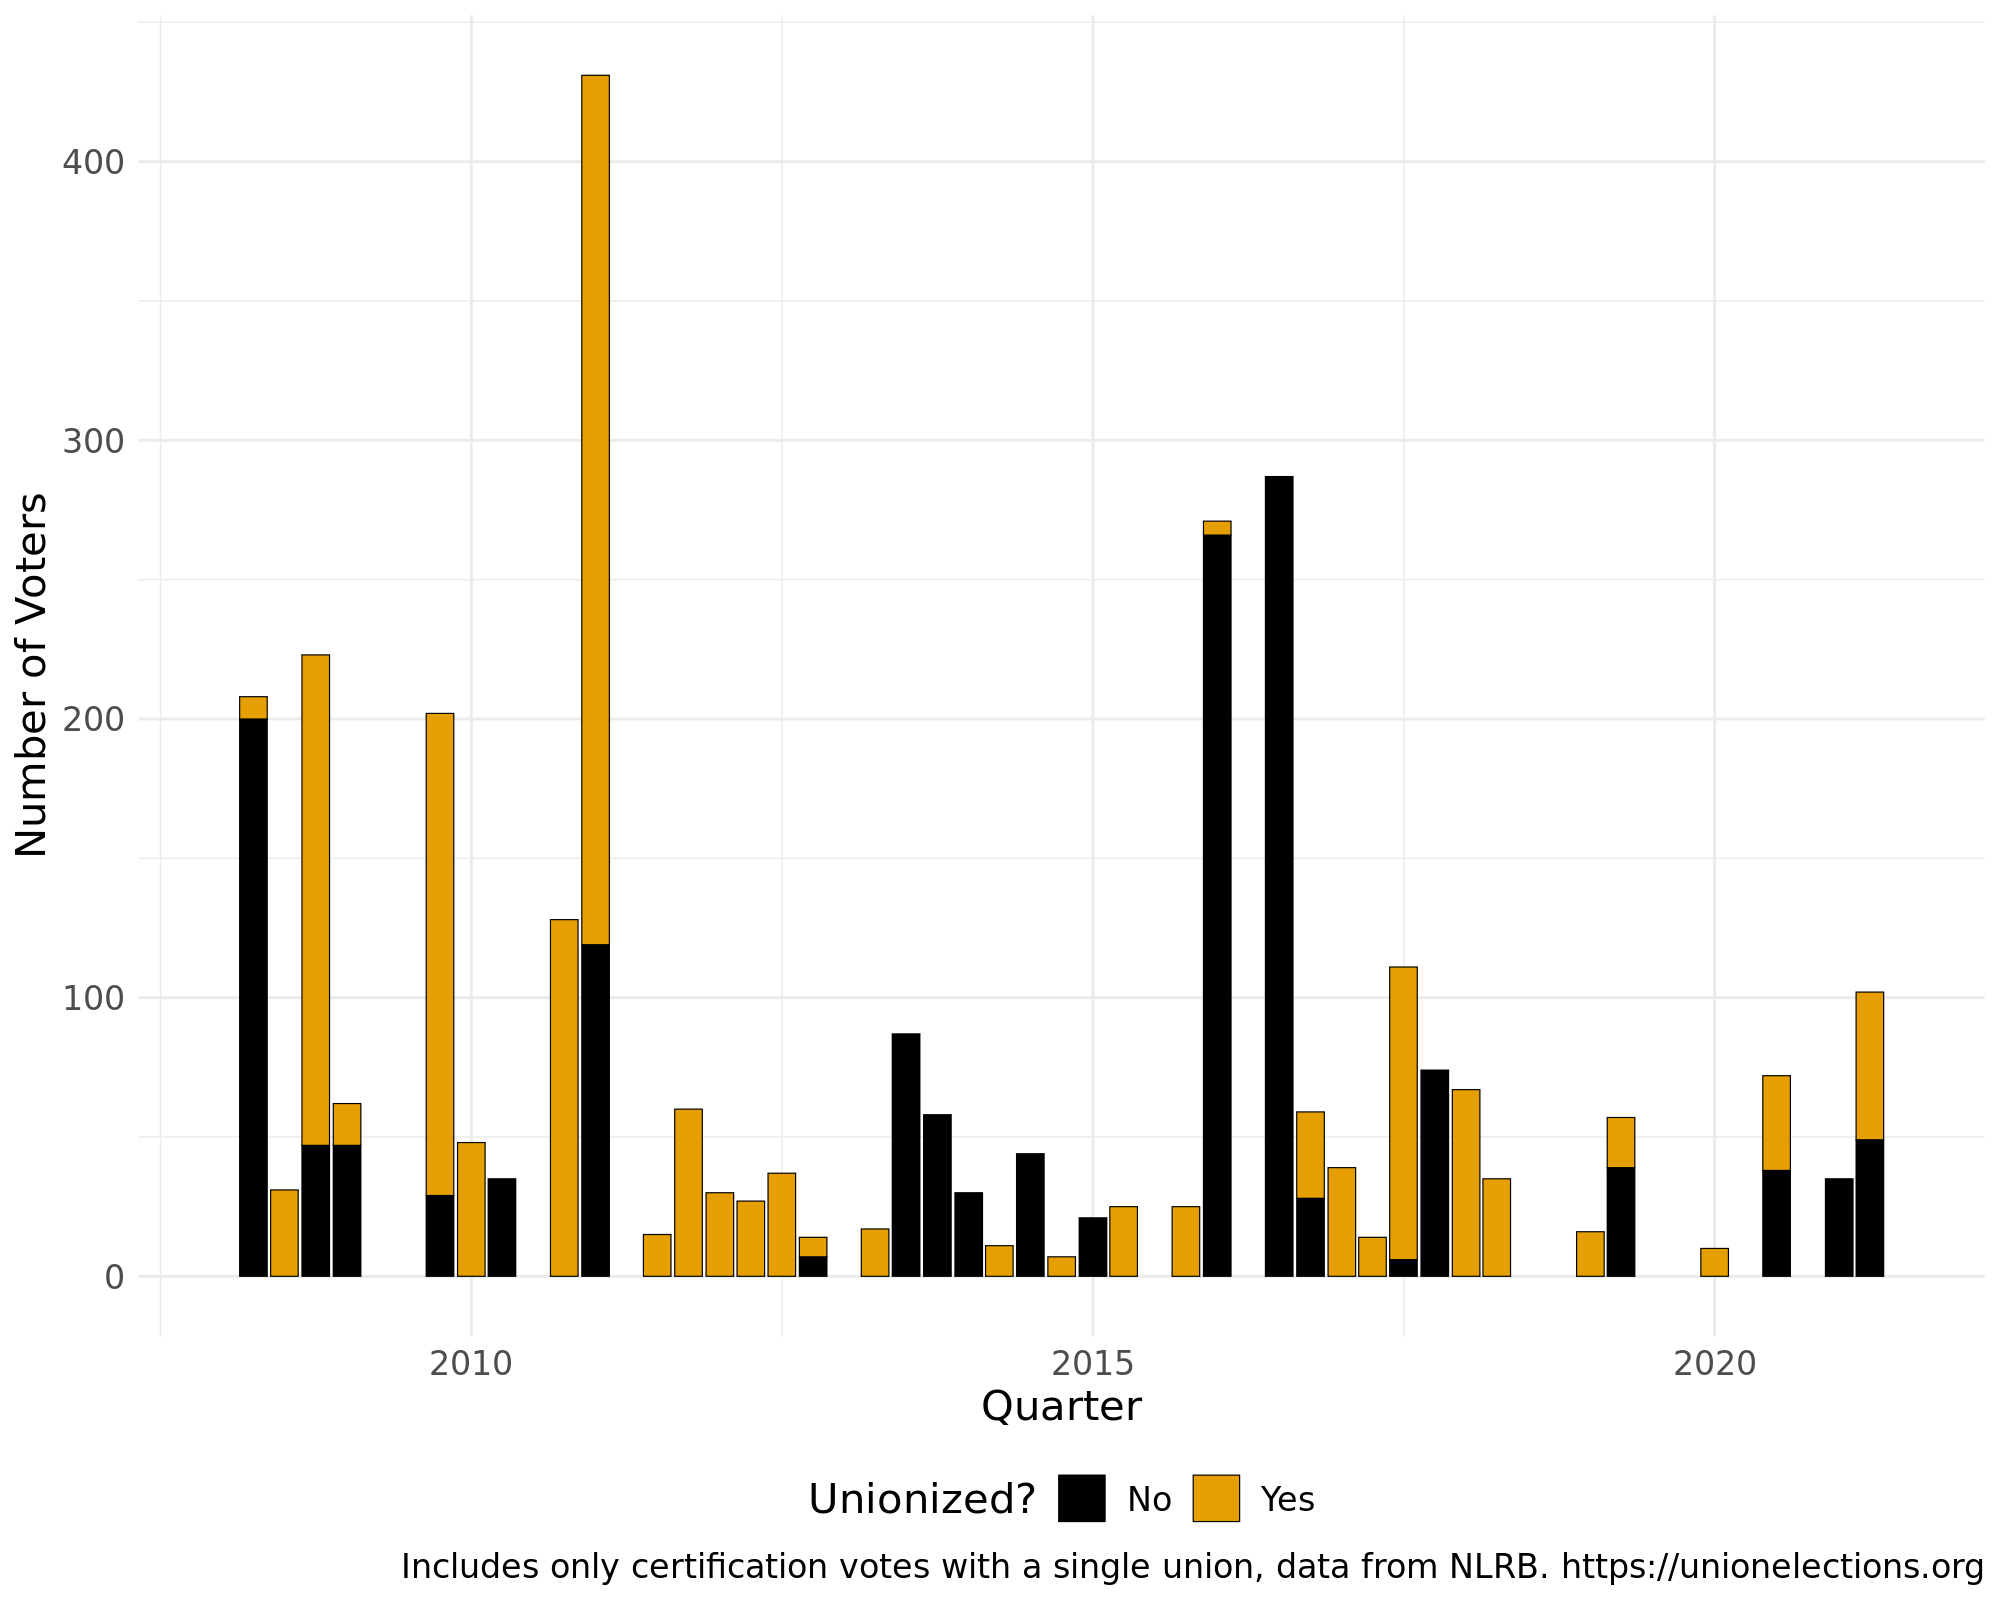 400
300
200
100
0
Number of Voters
2010 2015 2020
Quarter
Unionized? No Yes
Includes only certification votes with a single union, data from NLRB. https://unionelections.org